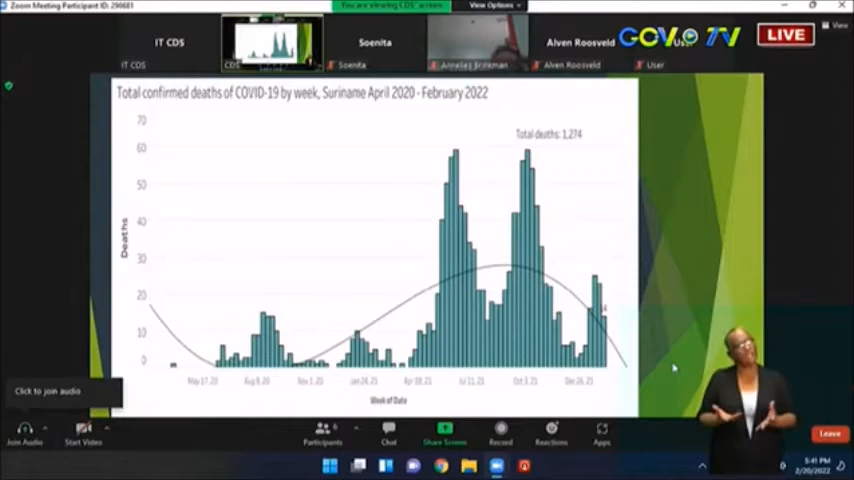 Zoom Meeting Participant ID: 290681
You are viewing CDS' screen
View Options
IT CDS
Soenita
Alven Roosveld
GOV TV
LIVE
View
IT CDS
CDS
Soenita
Annelies Brinkman
Alven Roosveld
User
Total confirmed deaths of COVID-19 by week, Suriname April 2020 - February 2022
Total deaths: 1,274
Deaths
70
60
50
40
30
20
10
0
May 17, 20
Aug 9, 20
Nov 1, 20
Jan 24, 21
Apr 18, 21
Jul 11, 21
Oct 3, 21
Dec 26, 21
Week of Date
Click to join audio
Join Audio
Start Video
Participants
6
Chat
Share Screen
Record
Reactions
Apps
Leave
5:41 PM
2/20/2022